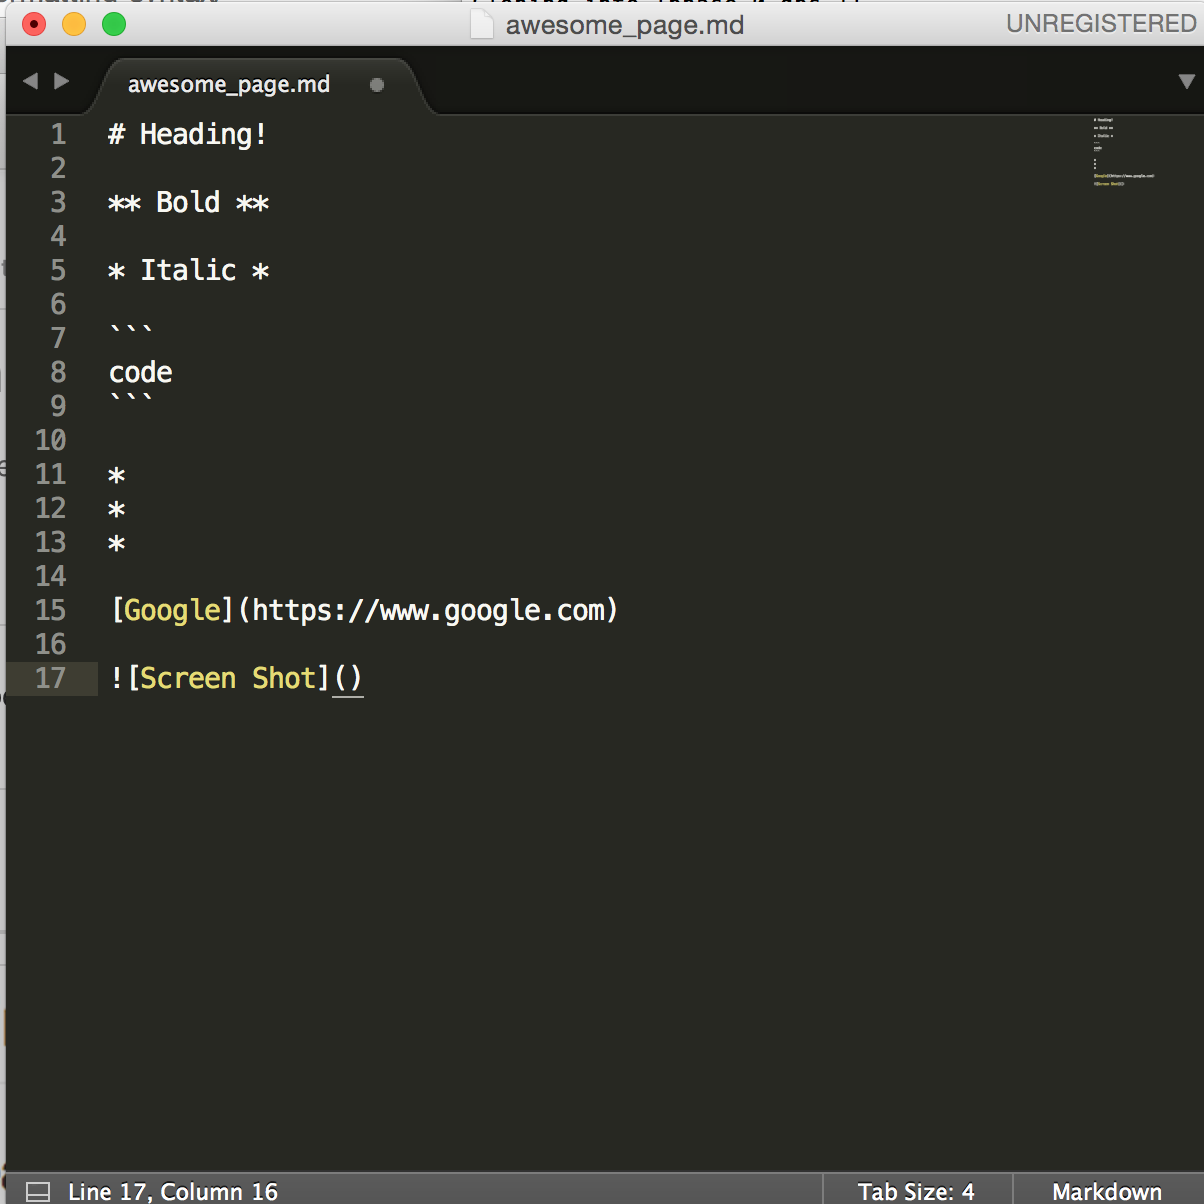 awesome_page.md
UNREGISTERED
awesome_page.md
1 # Heading!
2
3 ** Bold **
4
5 * Italic *
6
7 ```
8 code
9 ```
10
11 *
12 *
13 *
14
15 [Google](https://www.google.com)
16
17 ![Screen Shot]()
Line 17, Column 16
Tab Size: 4
Markdown